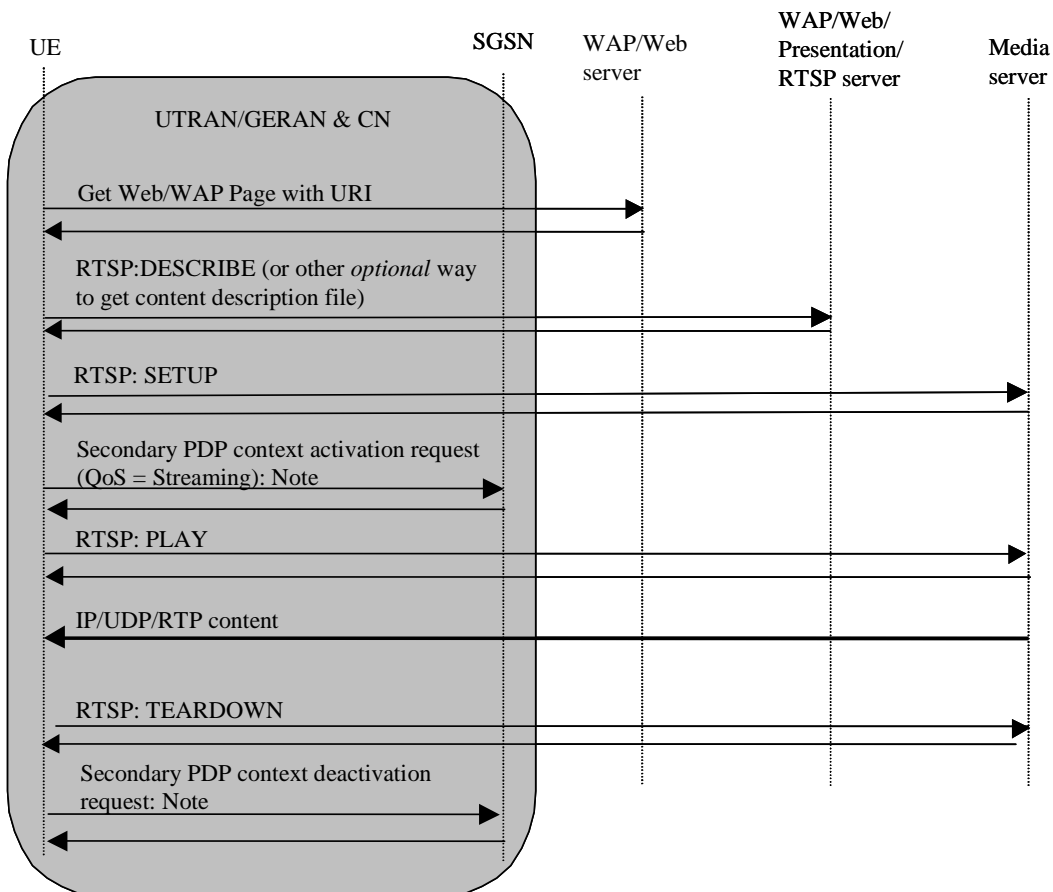 UE
SGSN
WAP/Web
server
WAP/Web/
Presentation/
RTSP server
Media
server
UTRAN/GERAN & CN
Get Web/WAP Page with URI
RTSP:DESCRIBE (or other optional way
to get content description file)
RTSP: SETUP
Secondary PDP context activation request
(QoS = Streaming): Note
RTSP: PLAY
IP/UDP/RTP content
RTSP: TEARDOWN
Secondary PDP context deactivation
request: Note